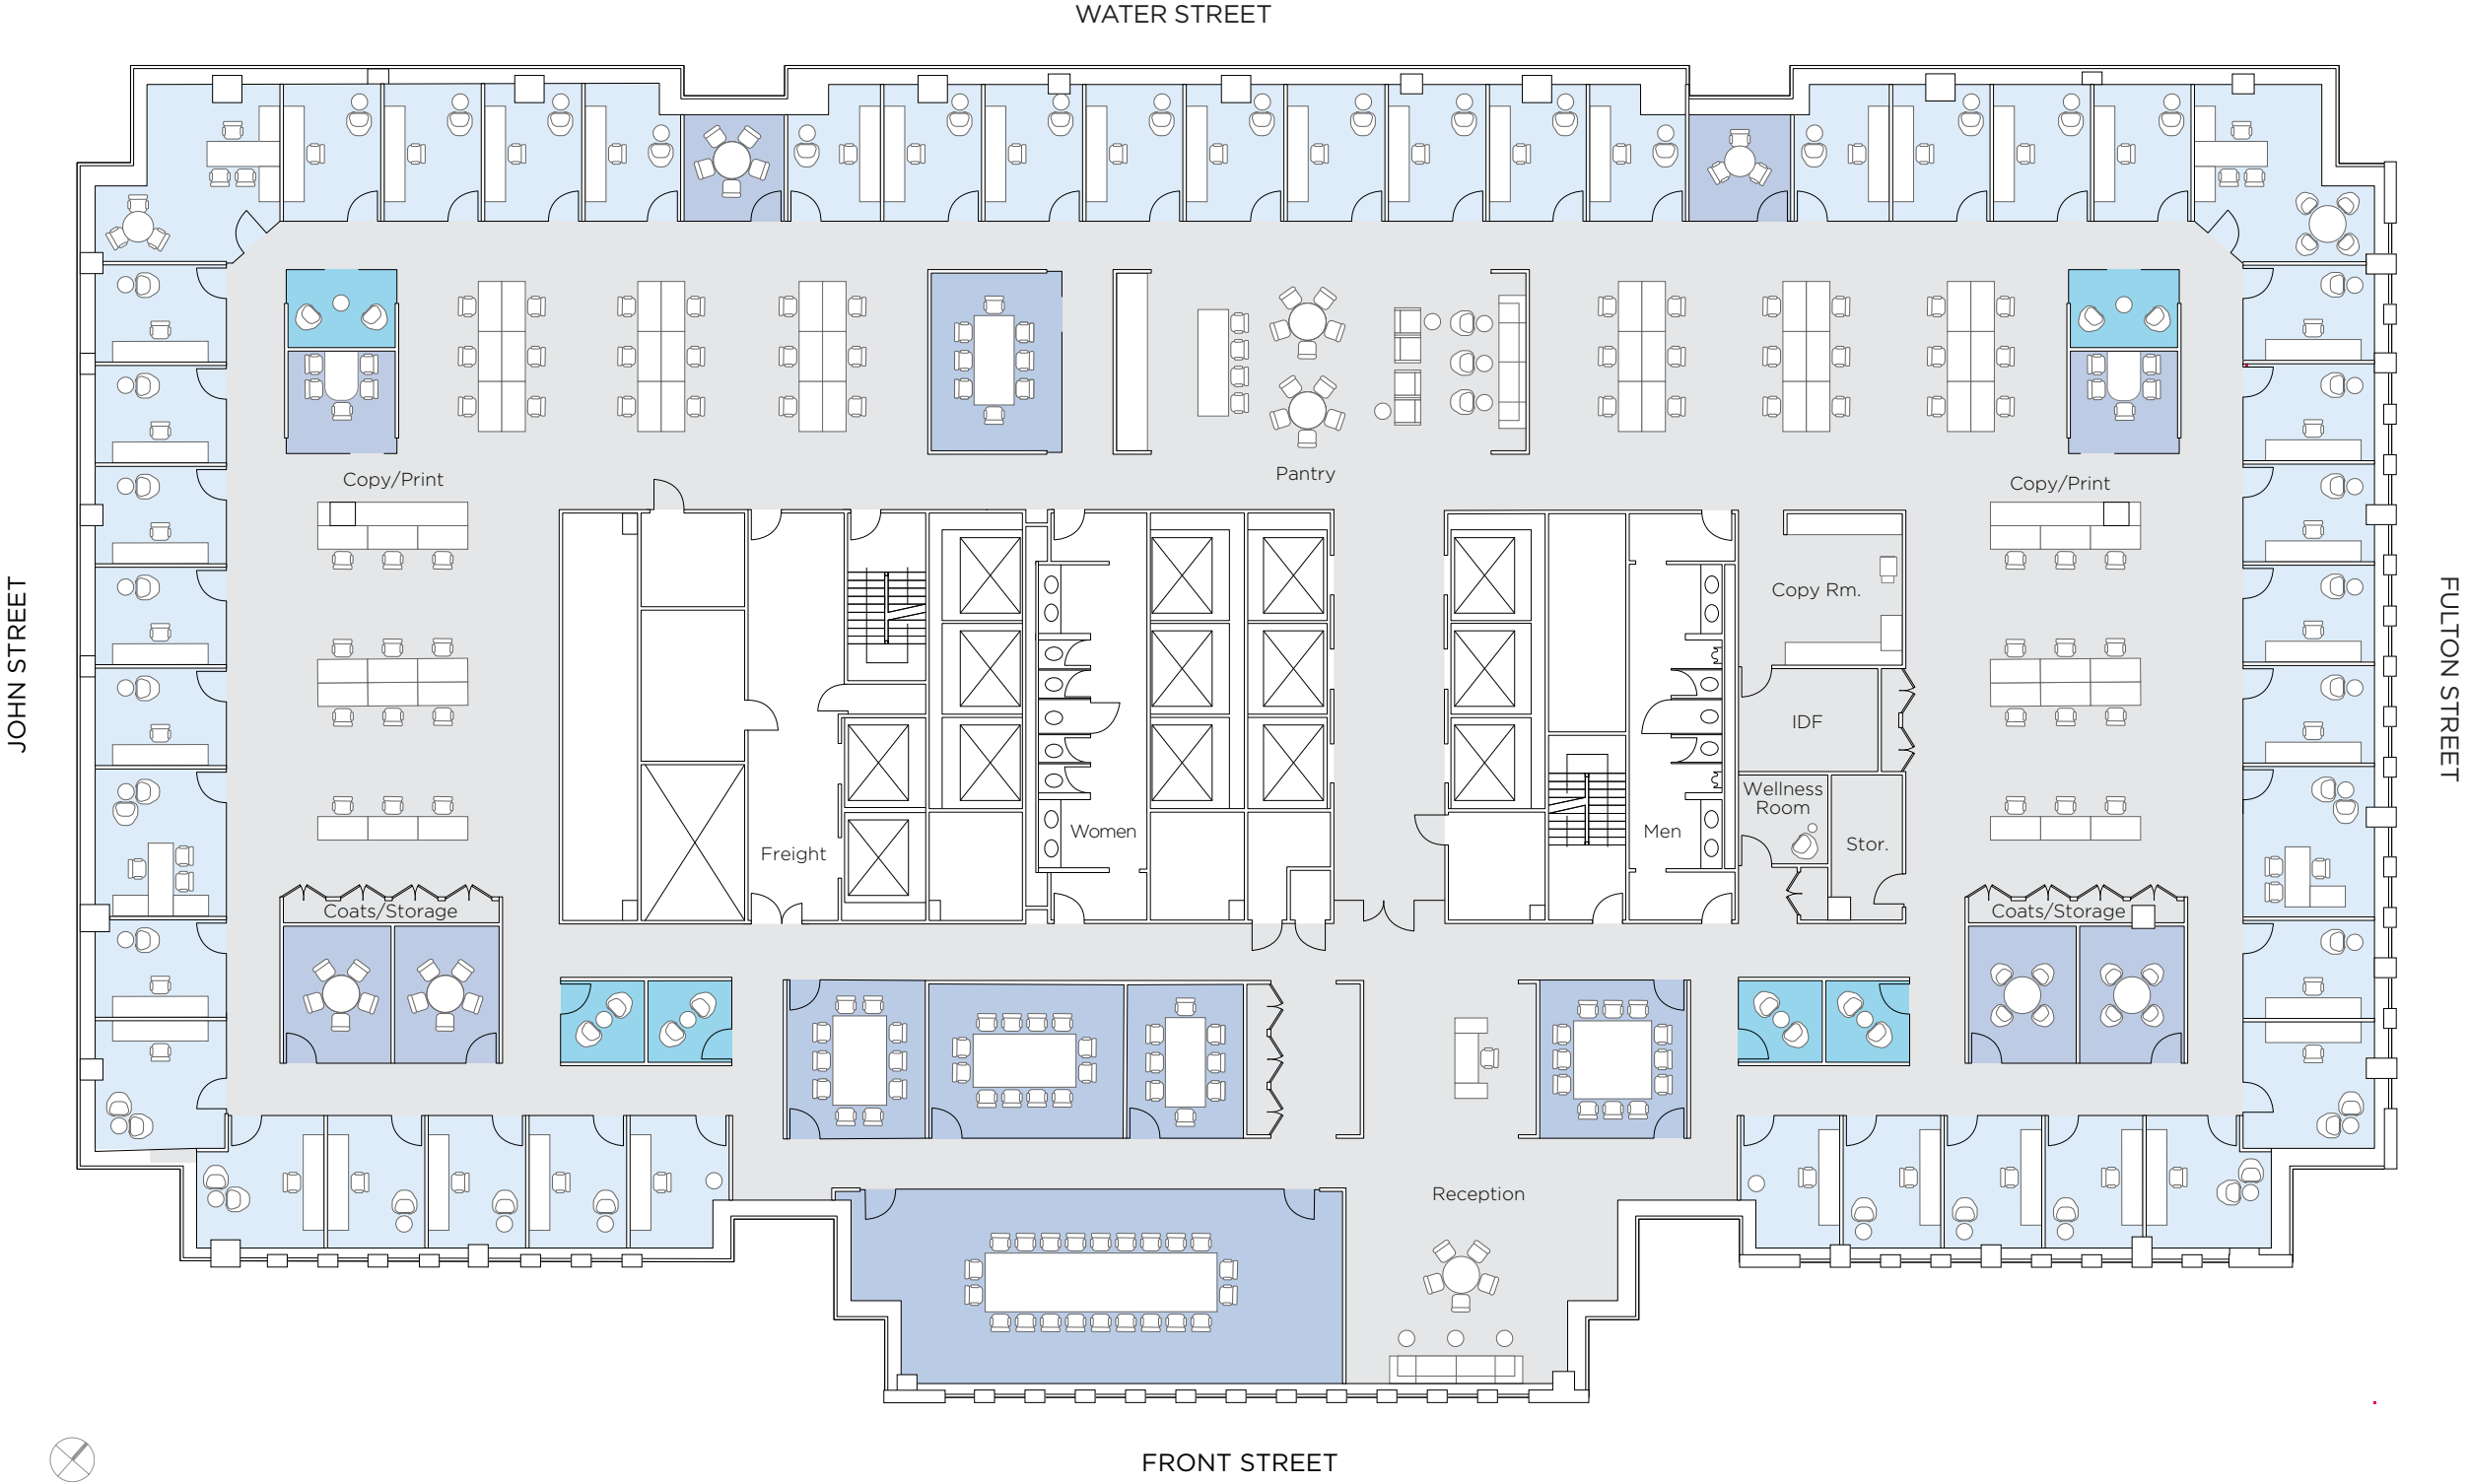 WATER STREET
Copy/Print
Pantry
Copy/Print
JOHN STREET
FULTON STREET
Copy Rm.
IDF
Wellness
Room
Women
Men
Stor.
Freight
Coats/Storage
Coats/Storage
Reception
FRONT STREET